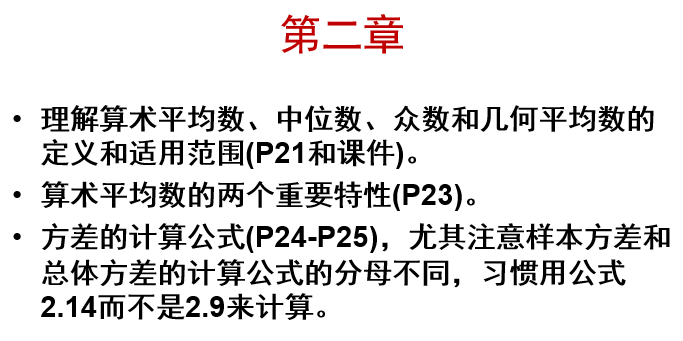 第二章
• 理解算术平均数、中位数、众数和几何平均数的
定义和适用范围(P21和课件)。
• 算术平均数的两个重要特性(P23)。
• 方差的计算公式(P24-P25)，尤其注意样本方差和
总体方差的计算公式的分母不同，习惯用公式
2.14而不是2.9来计算。